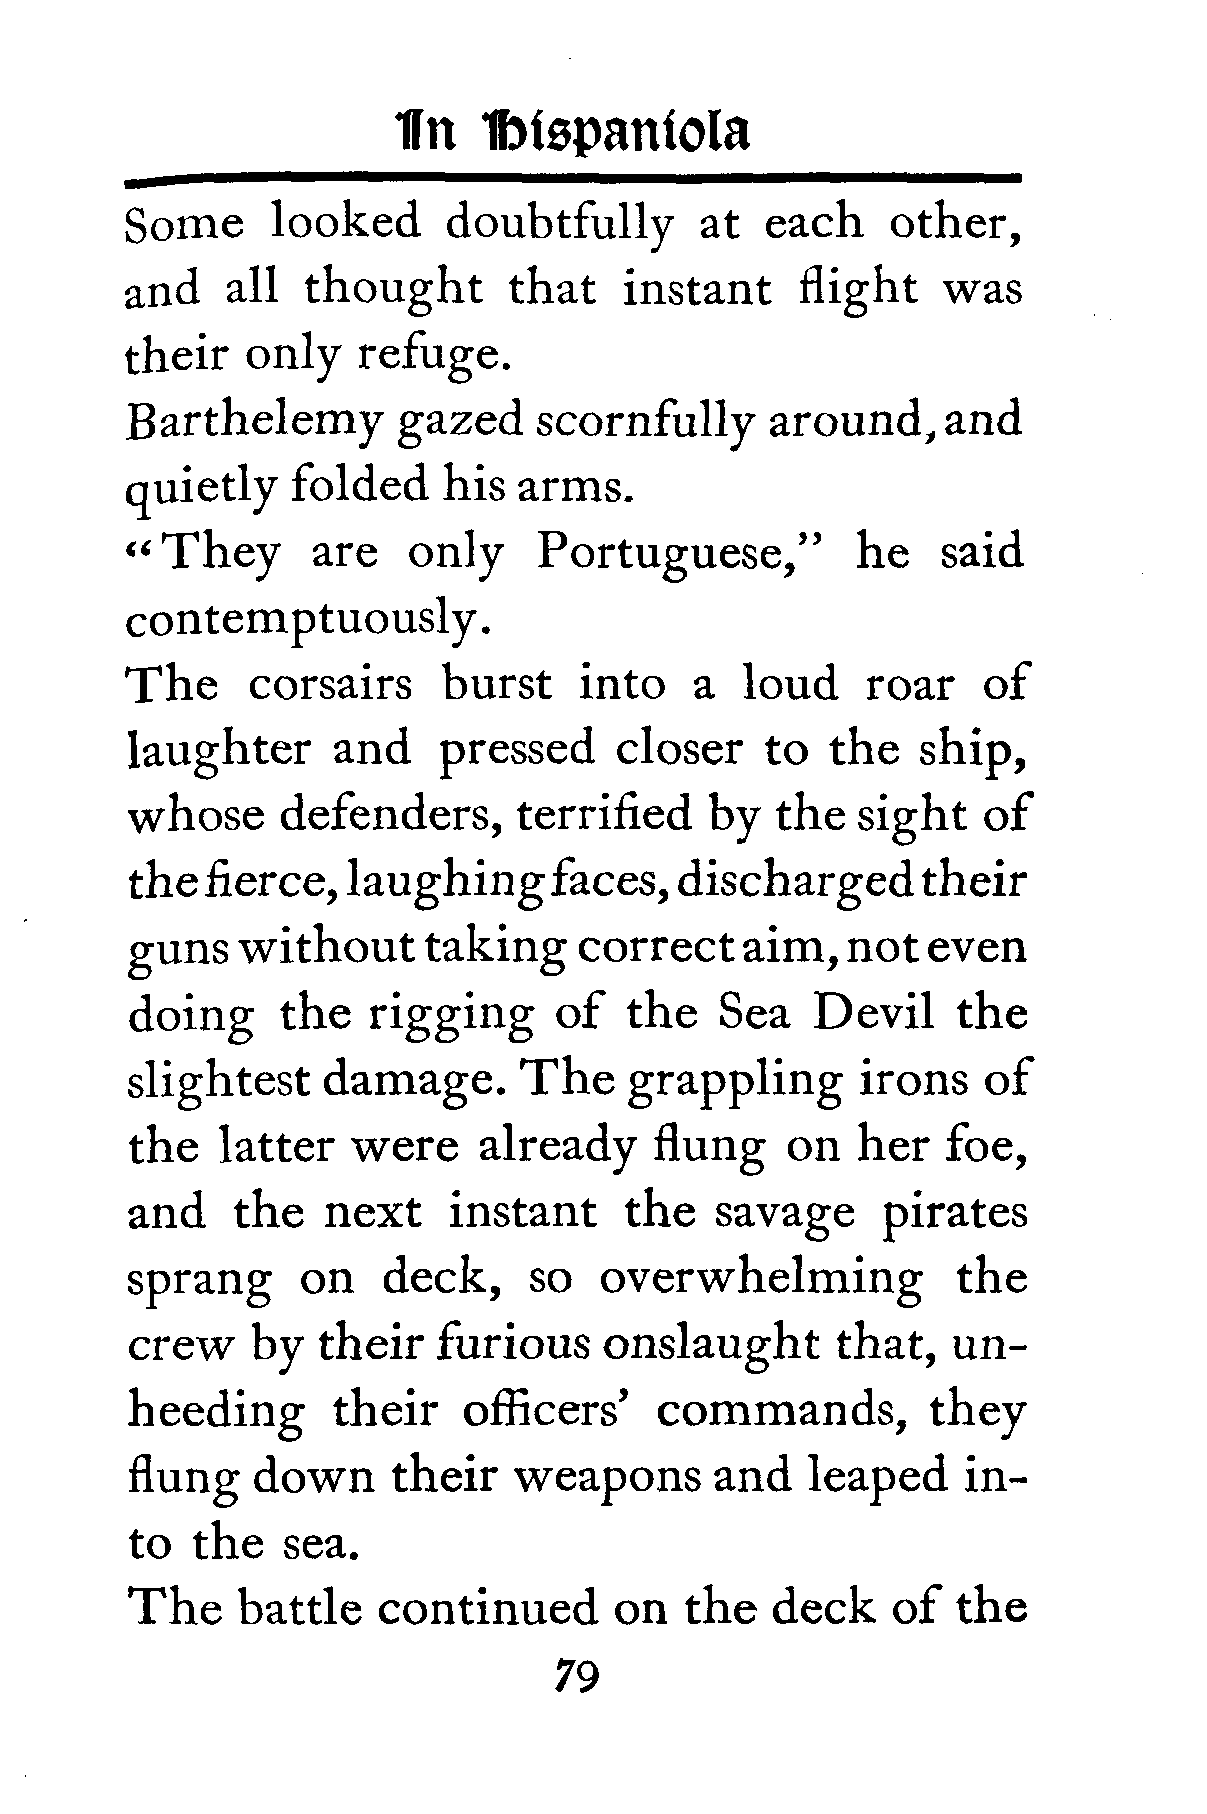 In Hispaniola
Some looked doubtfully at each other,
and all thought that instant flight was
their only refuge.
Barthelemy gazed scornfully around, and
quietly folded his arms.
“They are only Portuguese,” he said
contemptuously.
The corsairs burst into a loud roar of
laughter and pressed closer to the ship,
whose defenders, terrified by the sight of
the fierce, laughing faces, discharged their
guns without taking correct aim, not even
doing the rigging of the Sea Devil the
slightest damage. The grappling irons of
the latter were already flung on her foe,
and the next instant the savage pirates
sprang on deck, so overwhelming the
crew by their furious onslaught that, un-
heeding their officers’ commands, they
flung down their weapons and leaped in-
to the sea.
The battle continued on the deck of the
79